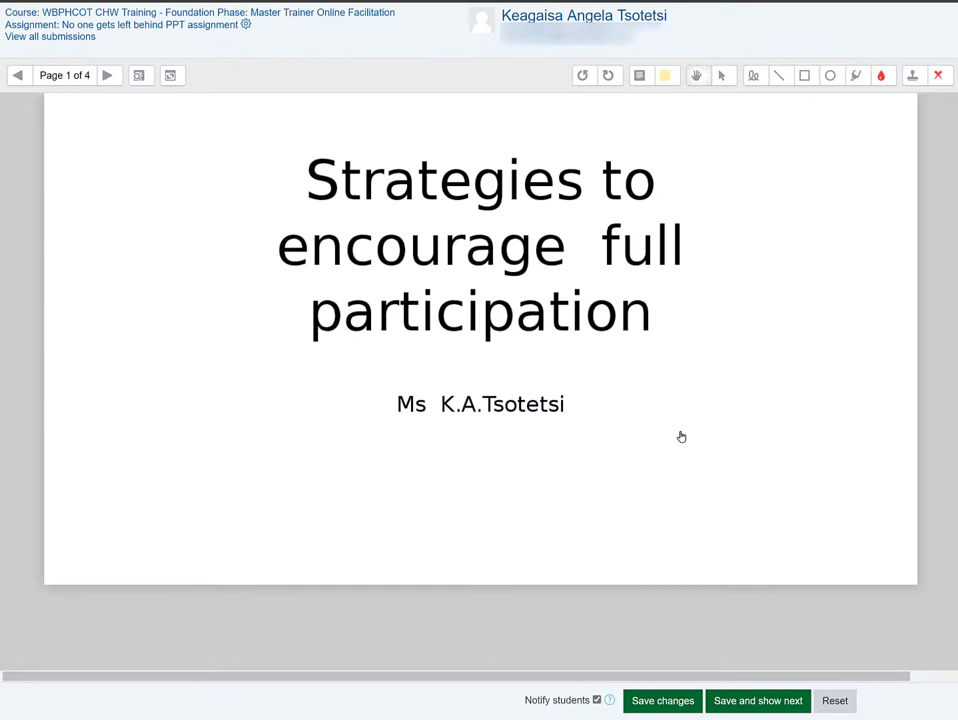 Course: WBPHCOT CHW Training - Foundation Phase: Master Trainer Online Facilitation
Assignment: No one gets left behind PPT assignment
View all submissions
Keagaisa Angela Tsotetsi
Page 1 of 4
Strategies to
encourage full
participation
Ms K.A.Tsotetsi
Notify students
Save changes
Save and show next
Reset